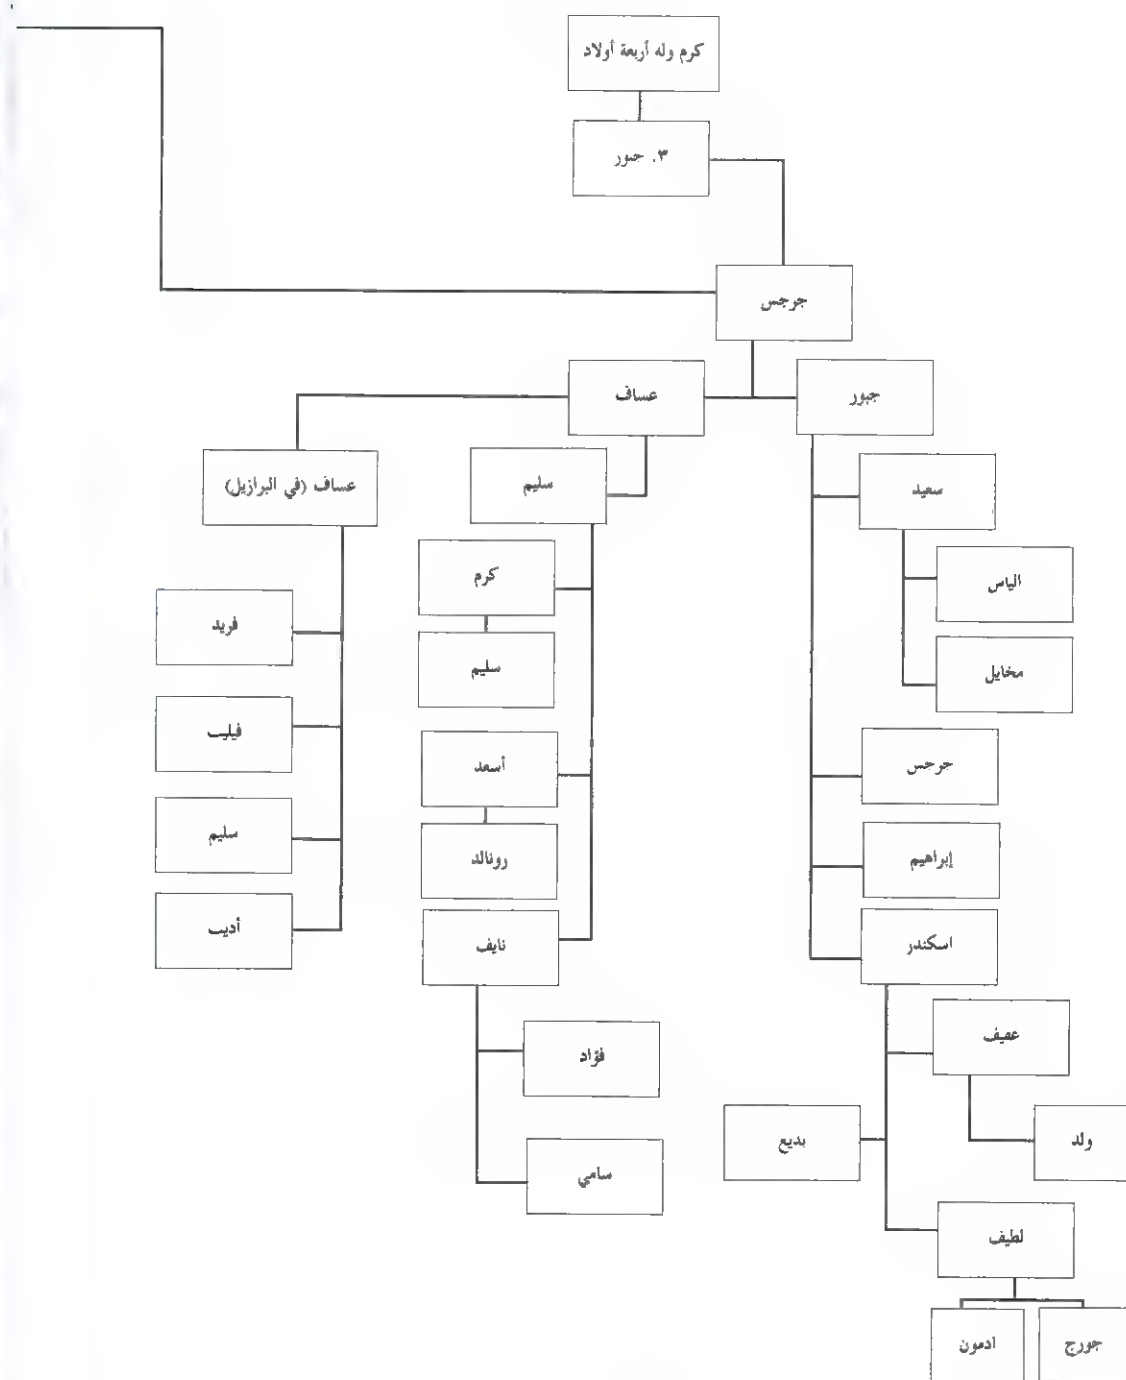 كرم وله أربعة أولاد
٣. جبور
جرجس
جبور
عساف
سعيد
سليم
عساف (في البرازيل)
الياس
كرم
فريد
مخايل
سليم
فيليب
جرجس
أسعد
سليم
إبراهيم
رونالد
أديب
اسكندر
نايف
عفيف
فؤاد
ولد
بديع
سامي
لطيف
جورج
ادمون